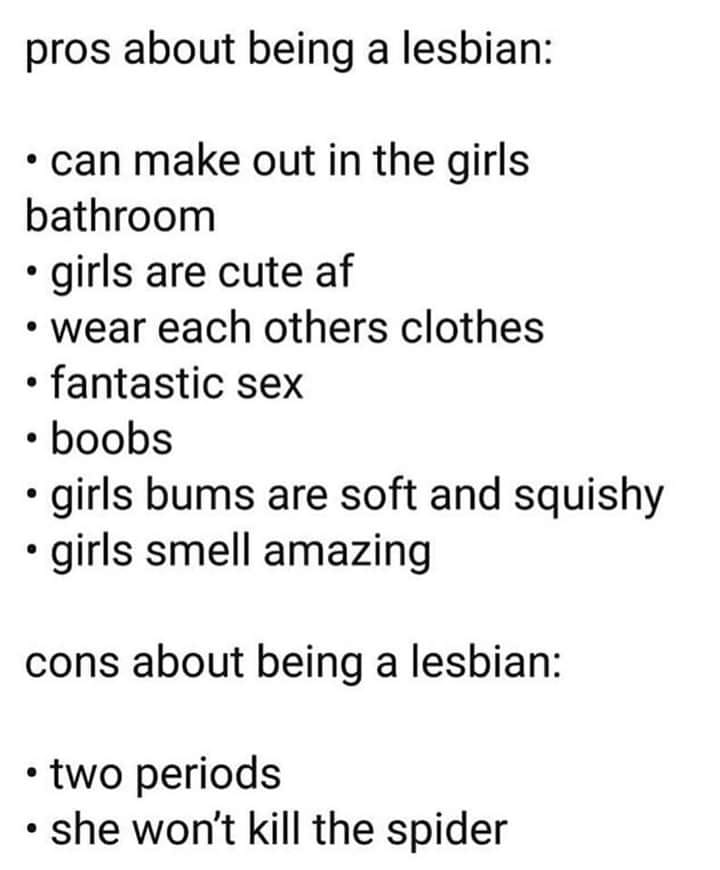 pros about being a lesbian:
• can make out in the girls
bathroom
• girls are cute af
• wear each others clothes
• fantastic sex
• boobs
• girls bums are soft and squishy
• girls smell amazing
cons about being a lesbian:
• two periods
• she won't kill the spider